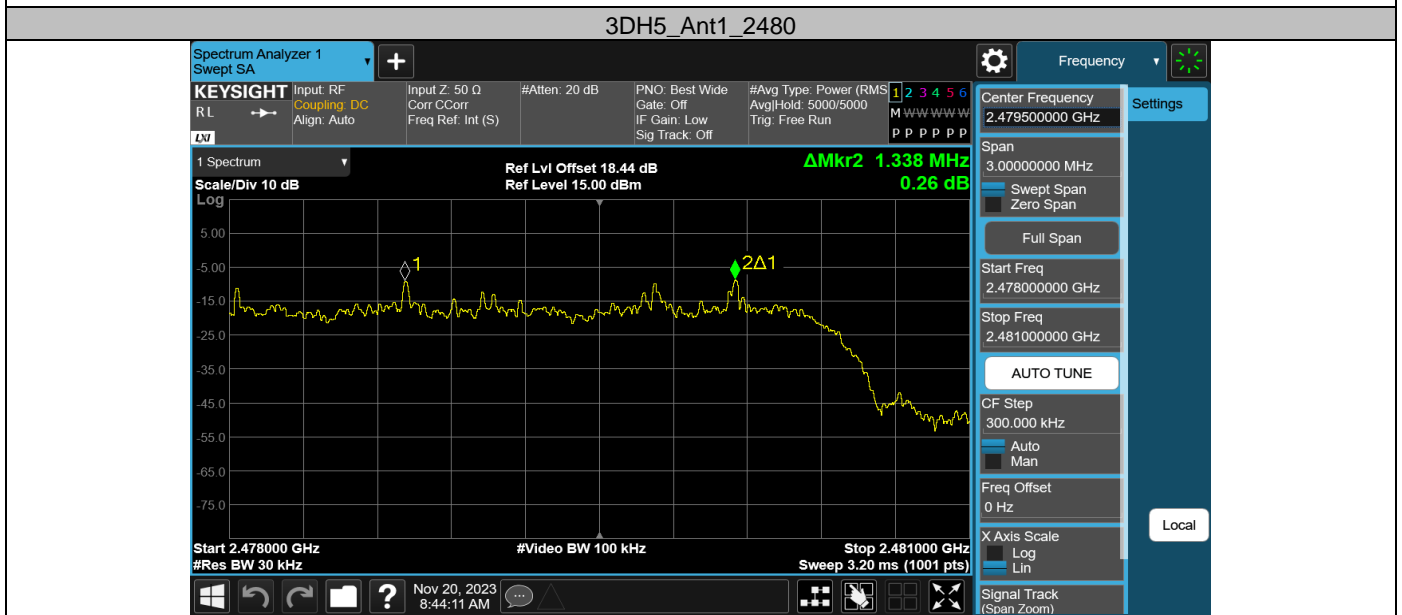 3DH5_Ant1_2480
Spectrum Analyzer 1
Swept SA
+
Frequency
KEYSIGHT
RL
LXI
Input: RF
Coupling: DC
Align: Auto
Input Z: 50 Ω
Corr CCorr
Freq Ref: Int (S)
#Atten: 20 dB
PNO: Best Wide
Gate: Off
IF Gain: Low
Sig Track: Off
#Avg Type: Power (RMS
Avg|Hold: 5000/5000
Trig: Free Run
1 2 3 4 5 6
M W W W W W
P P P P P P
1 Spectrum
Scale/Div 10 dB
Log
Ref Lvl Offset 18.44 dB
Ref Level 15.00 dBm
ΔMkr2 1.338 MHz
0.26 dB
5.00
-5.00
-15.0
-25.0
-35.0
-45.0
-55.0
-65.0
-75.0
1
2Δ1
Start 2.478000 GHz
#Res BW 30 kHz
#Video BW 100 kHz
Stop 2.481000 GHz
Sweep 3.20 ms (1001 pts)
Center Frequency
2.479500000 GHz
Settings
Span
3.00000000 MHz
Swept Span
Zero Span
Full Span
Start Freq
2.478000000 GHz
Stop Freq
2.481000000 GHz
AUTO TUNE
CF Step
300.000 kHz
Auto
Man
Freq Offset
0 Hz
X Axis Scale
Log
Lin
Local
Signal Track
(Span Zoom)
?
Nov 20, 2023
8:44:11 AM